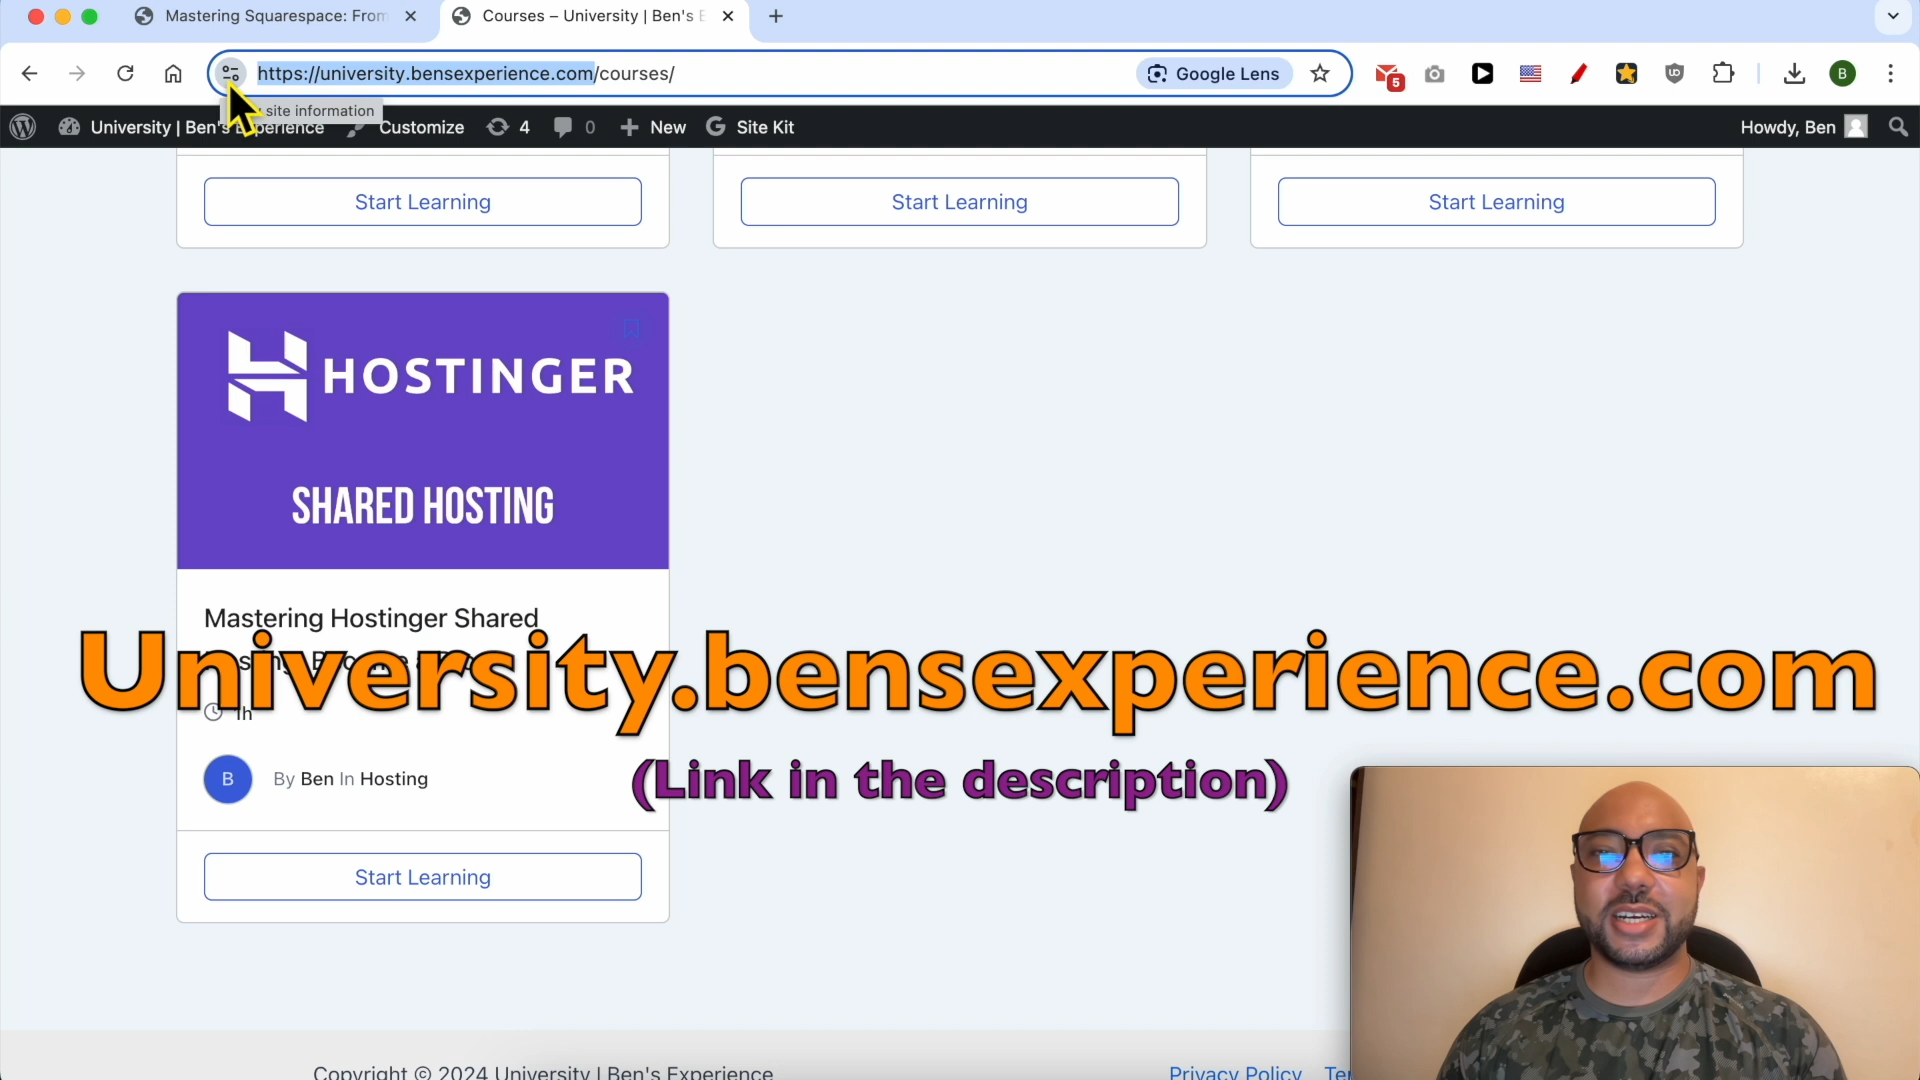 Mastering Squarespace: From
Courses – University | Ben's E
https://university.bensexperience.com/courses/
Google Lens
5
site information
University | Ben's Experience
Customize
4
0
New
Site Kit
Howdy, Ben
Start Learning
Start Learning
Start Learning
HOSTINGER
SHARED HOSTING
Mastering Hostinger Shared
University.bensexperience.com
1h
B
By Ben In Hosting
(Link in the description)
Start Learning
Copyright © 2024 University | Ben's Experience
Privacy Policy